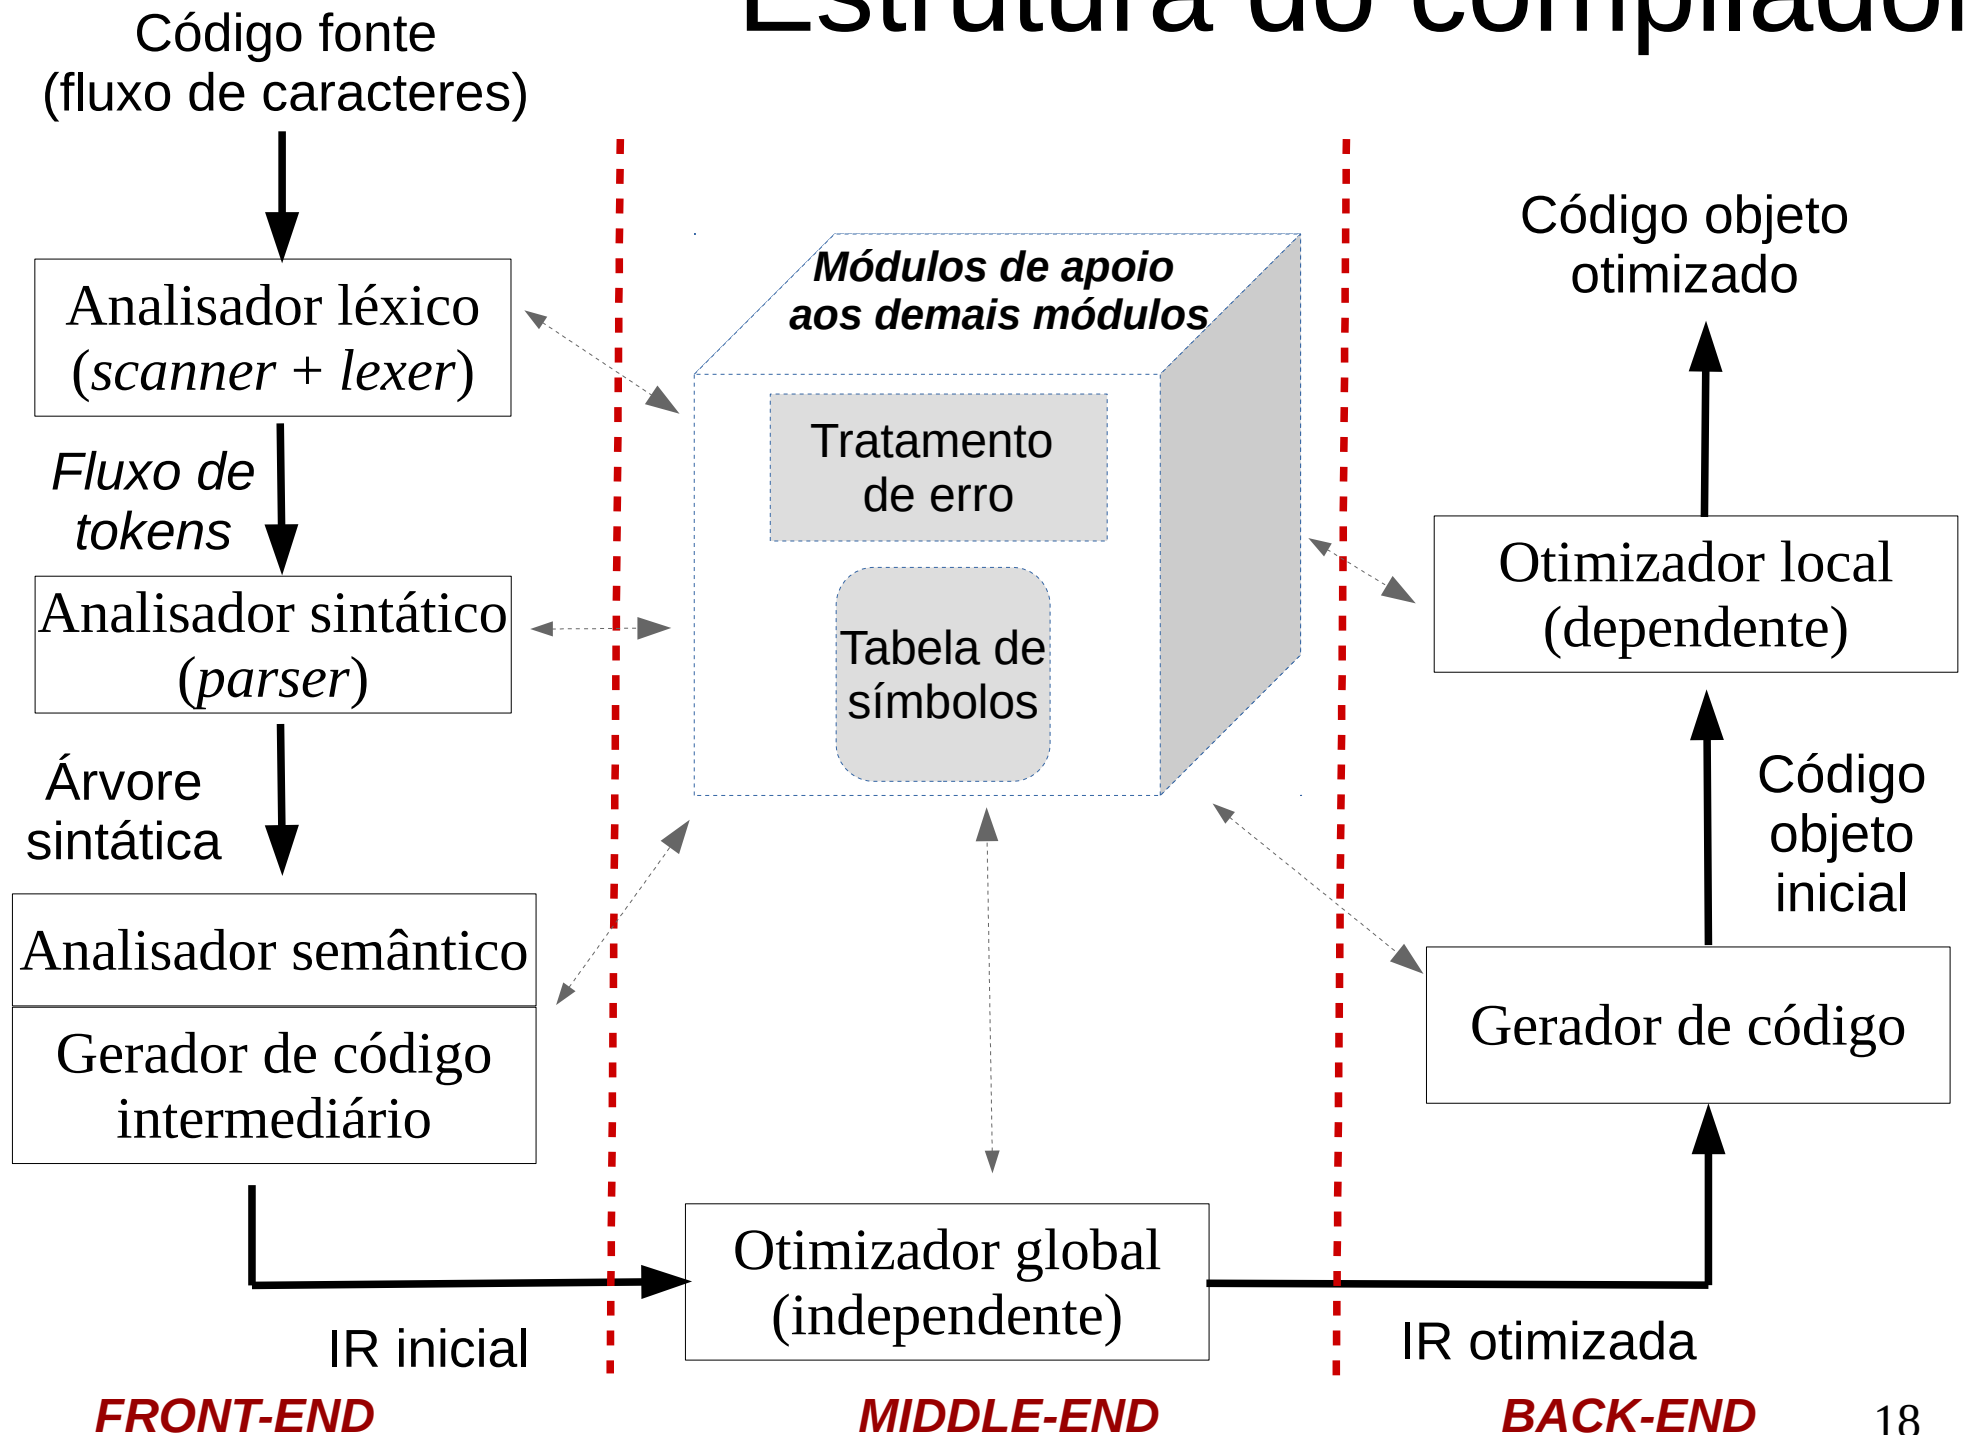 Estrutura do compilador
Código fonte
(fluxo de caracteres)
Analisador léxico
(scanner + lexer)
Fluxo de
tokens
Analisador sintático
(parser)
Árvore
sintática
Analisador semântico
Gerador de código
intermediário
IR inicial
FRONT-END
Módulos de apoio
aos demais módulos
Tratamento
de erro
Tabela de
símbolos
Otimizador global
(independente)
MIDDLE-END
Código objeto
otimizado
Otimizador local
(dependente)
Código
objeto
inicial
Gerador de código
IR otimizada
BACK-END
18